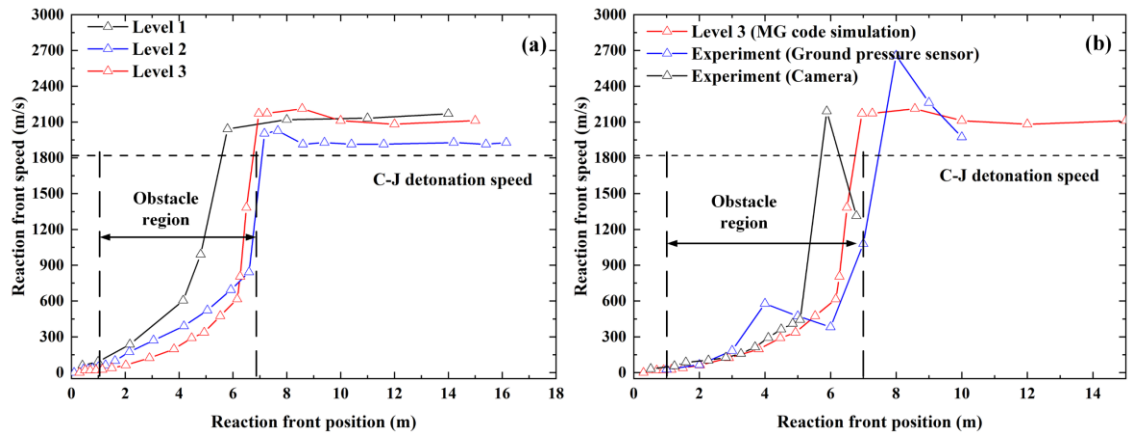 3000
2700
2400
2100
1800
1500
1200
900
600
300
0
Reaction front speed (m/s)
Level 1
Level 2
Level 3
(a)
C-J detonation speed
Obstacle
region
0 2 4 6 8 10 12 14 16 18
Reaction front position (m)
3000
2700
2400
2100
1800
1500
1200
900
600
300
0
Reaction front speed (m/s)
Level 3 (MG code simulation)
Experiment (Ground pressure sensor)
Experiment (Camera)
(b)
C-J detonation speed
Obstacle
region
0 2 4 6 8 10 12 14
Reaction front position (m)